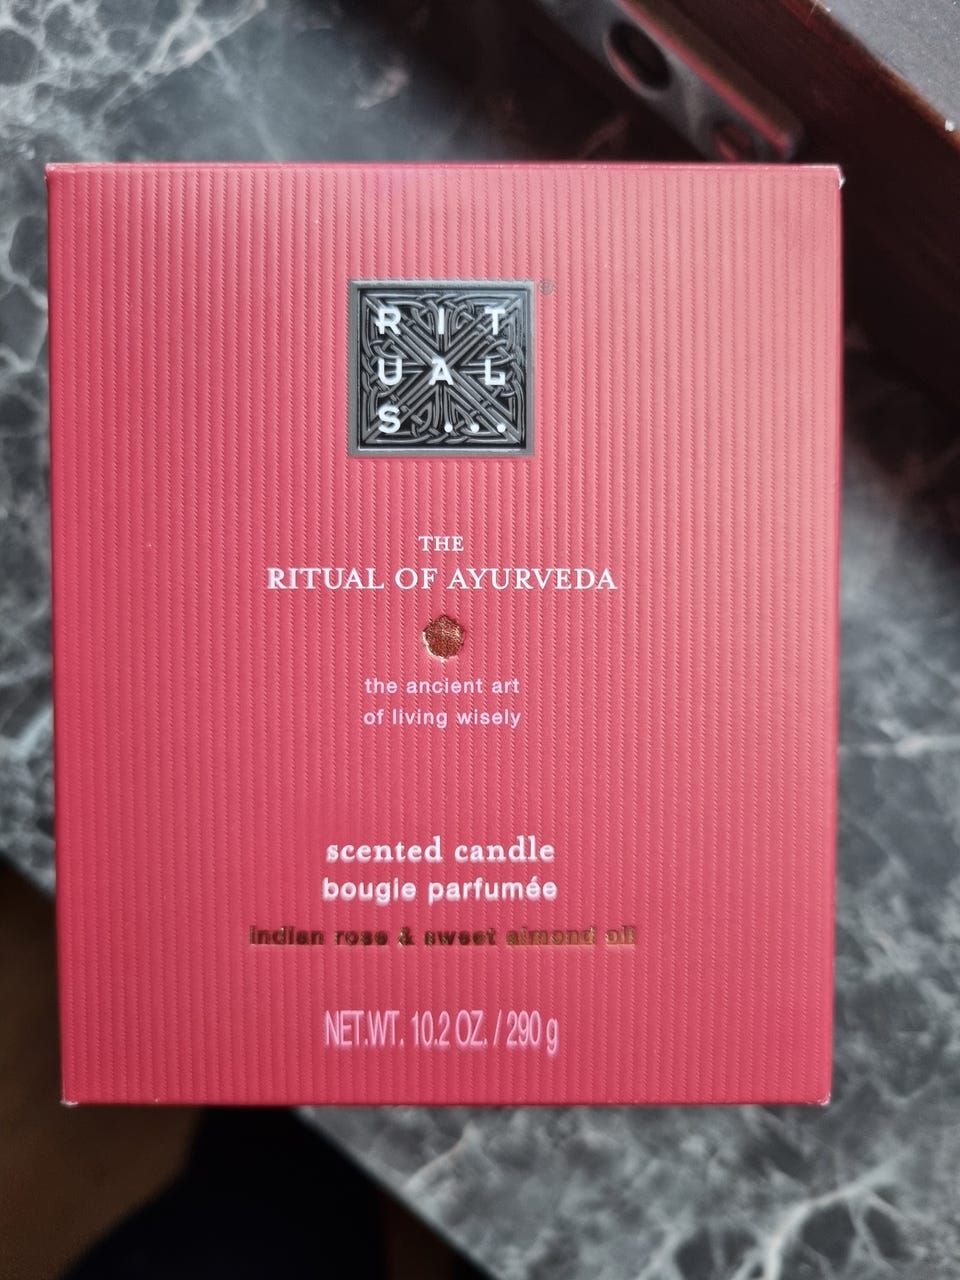 RIT
UAL
S...
®
THE
RITUAL OF AYURVEDA
the ancient art
of living wisely
scented candle
bougie parfumée
indian rose & sweet almond oil
NET.WT. 10.2 OZ. / 290 g